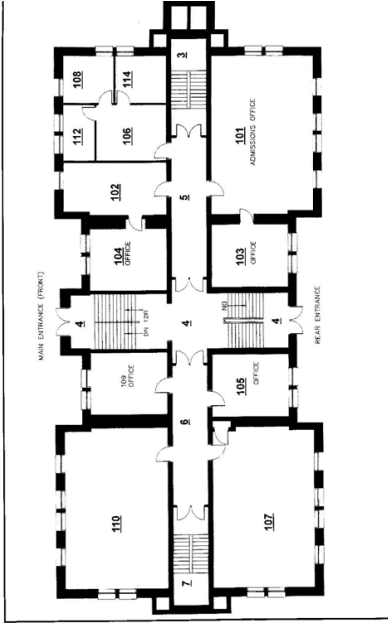 3
108
114
112
106
101
ADMISSIONS OFFICE
102
5
104
OFFICE
103
OFFICE
MAIN ENTRANCE (FRONT)
4
DN
12R
4
4
REAR ENTRANCE
109
OFFICE
105
OFFICE
6
110
107
7